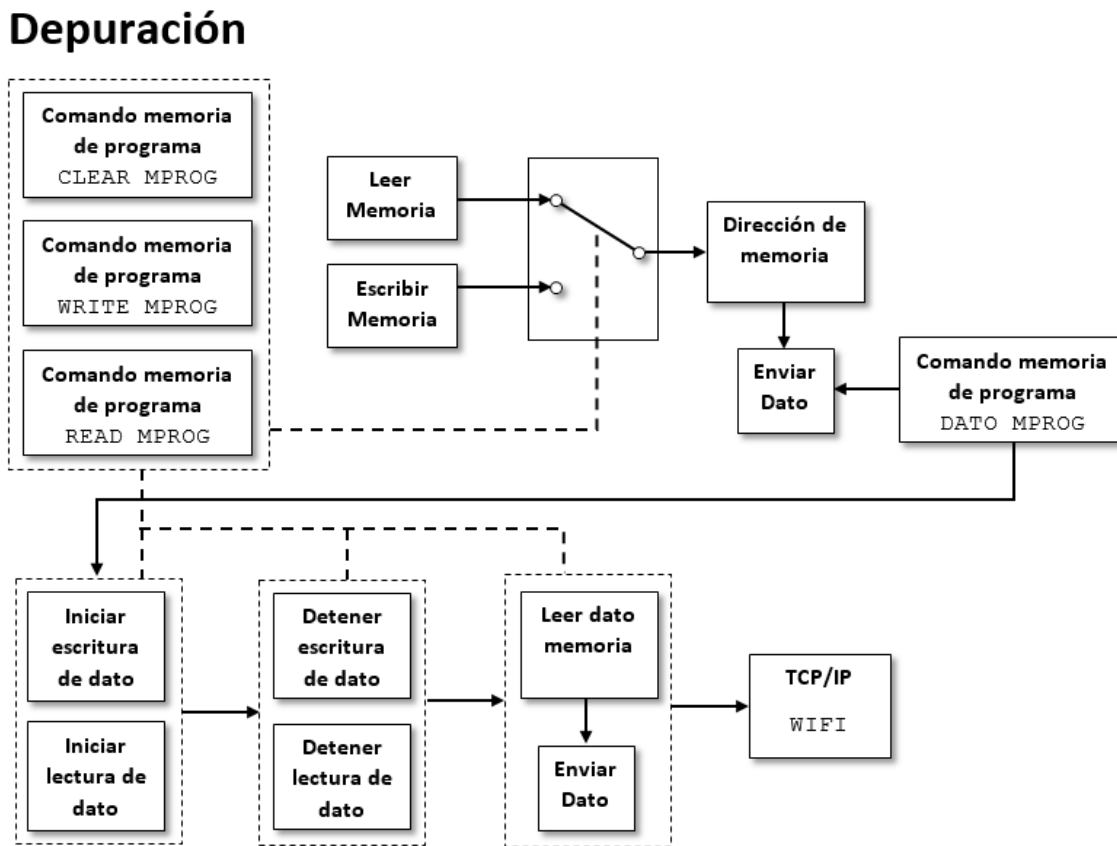 Depuración
Comando memoria
de programa
CLEAR MPROG
Comando memoria
de programa
WRITE MPROG
Comando memoria
de programa
READ MPROG
Leer
Memoria
Escribir
Memoria
Dirección de
memoria
Enviar
Dato
Comando memoria
de programa
DATO MPROG
Iniciar
escritura
de dato
Iniciar
lectura de
dato
Detener
escritura
de dato
Detener
lectura de
dato
Leer dato
memoria
Enviar
Dato
TCP/IP
WIFI